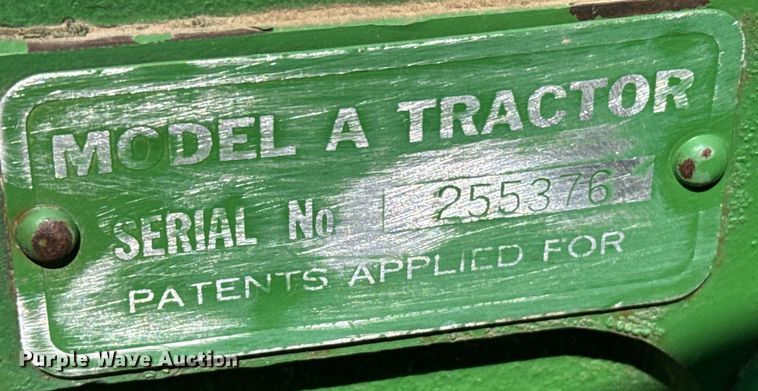 MODEL A TRACTOR
SERIAL No 255376
PATENTS APPLIED FOR
Purple Wave Auction